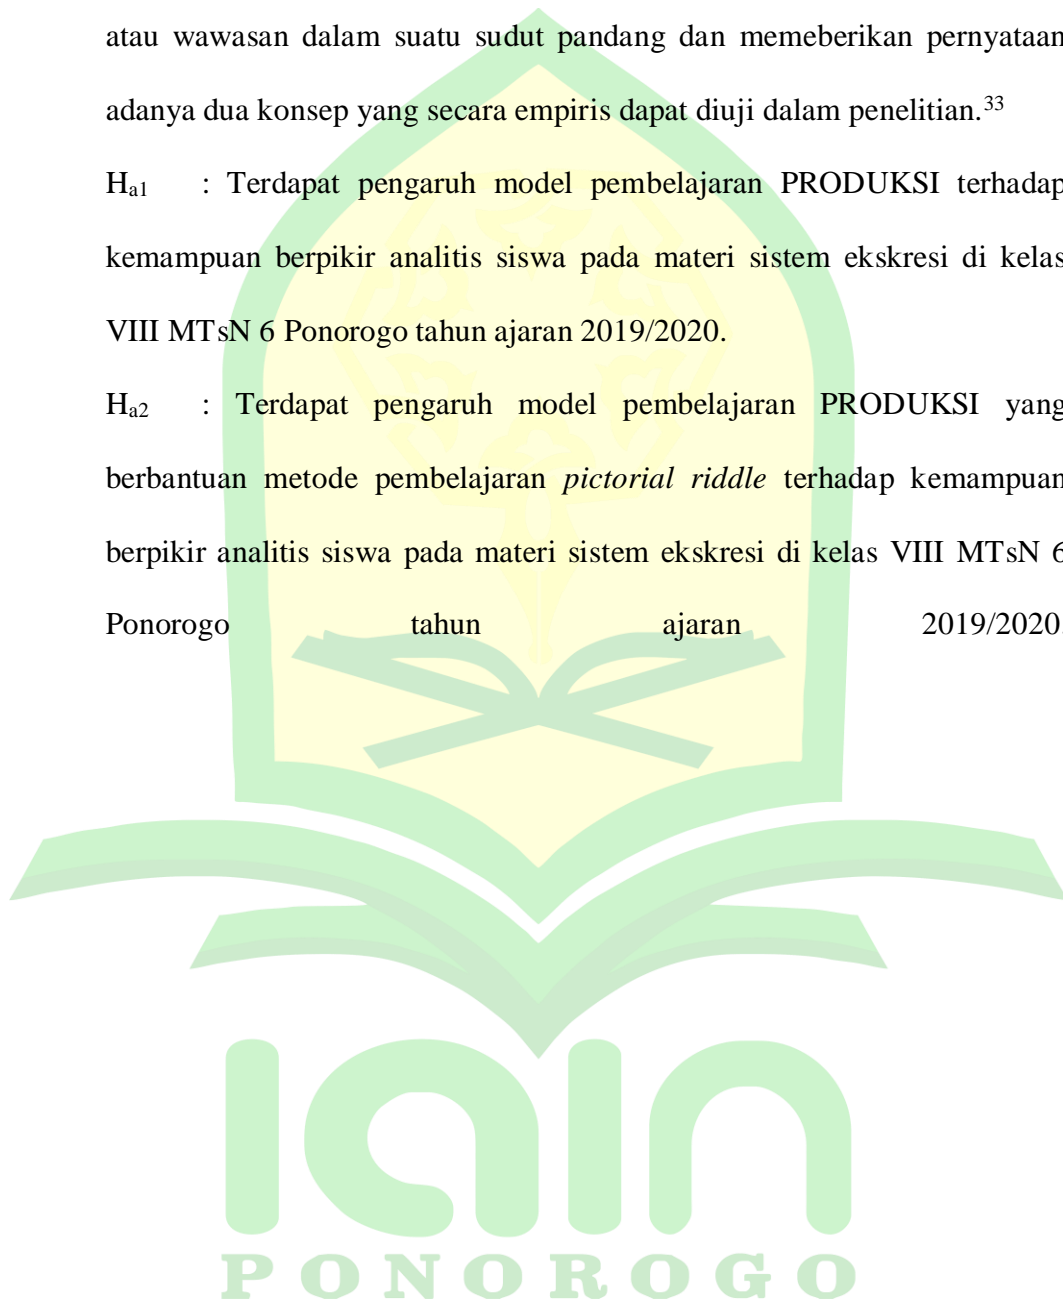 atau wawasan dalam suatu sudut pandang dan memeberikan pernyataan
adanya dua konsep yang secara empiris dapat diuji dalam penelitian.³³
Ha1 : Terdapat pengaruh model pembelajaran PRODUKSI terhadap
kemampuan berpikir analitis siswa pada materi sistem ekskresi di kelas
VIII MTsN 6 Ponorogo tahun ajaran 2019/2020.
Ha2 : Terdapat pengaruh model pembelajaran PRODUKSI yang
berbantuan metode pembelajaran pictorial riddle terhadap kemampuan
berpikir analitis siswa pada materi sistem ekskresi di kelas VIII MTsN 6
Ponorogo tahun ajaran 2019/2020
iain
PONOROGO